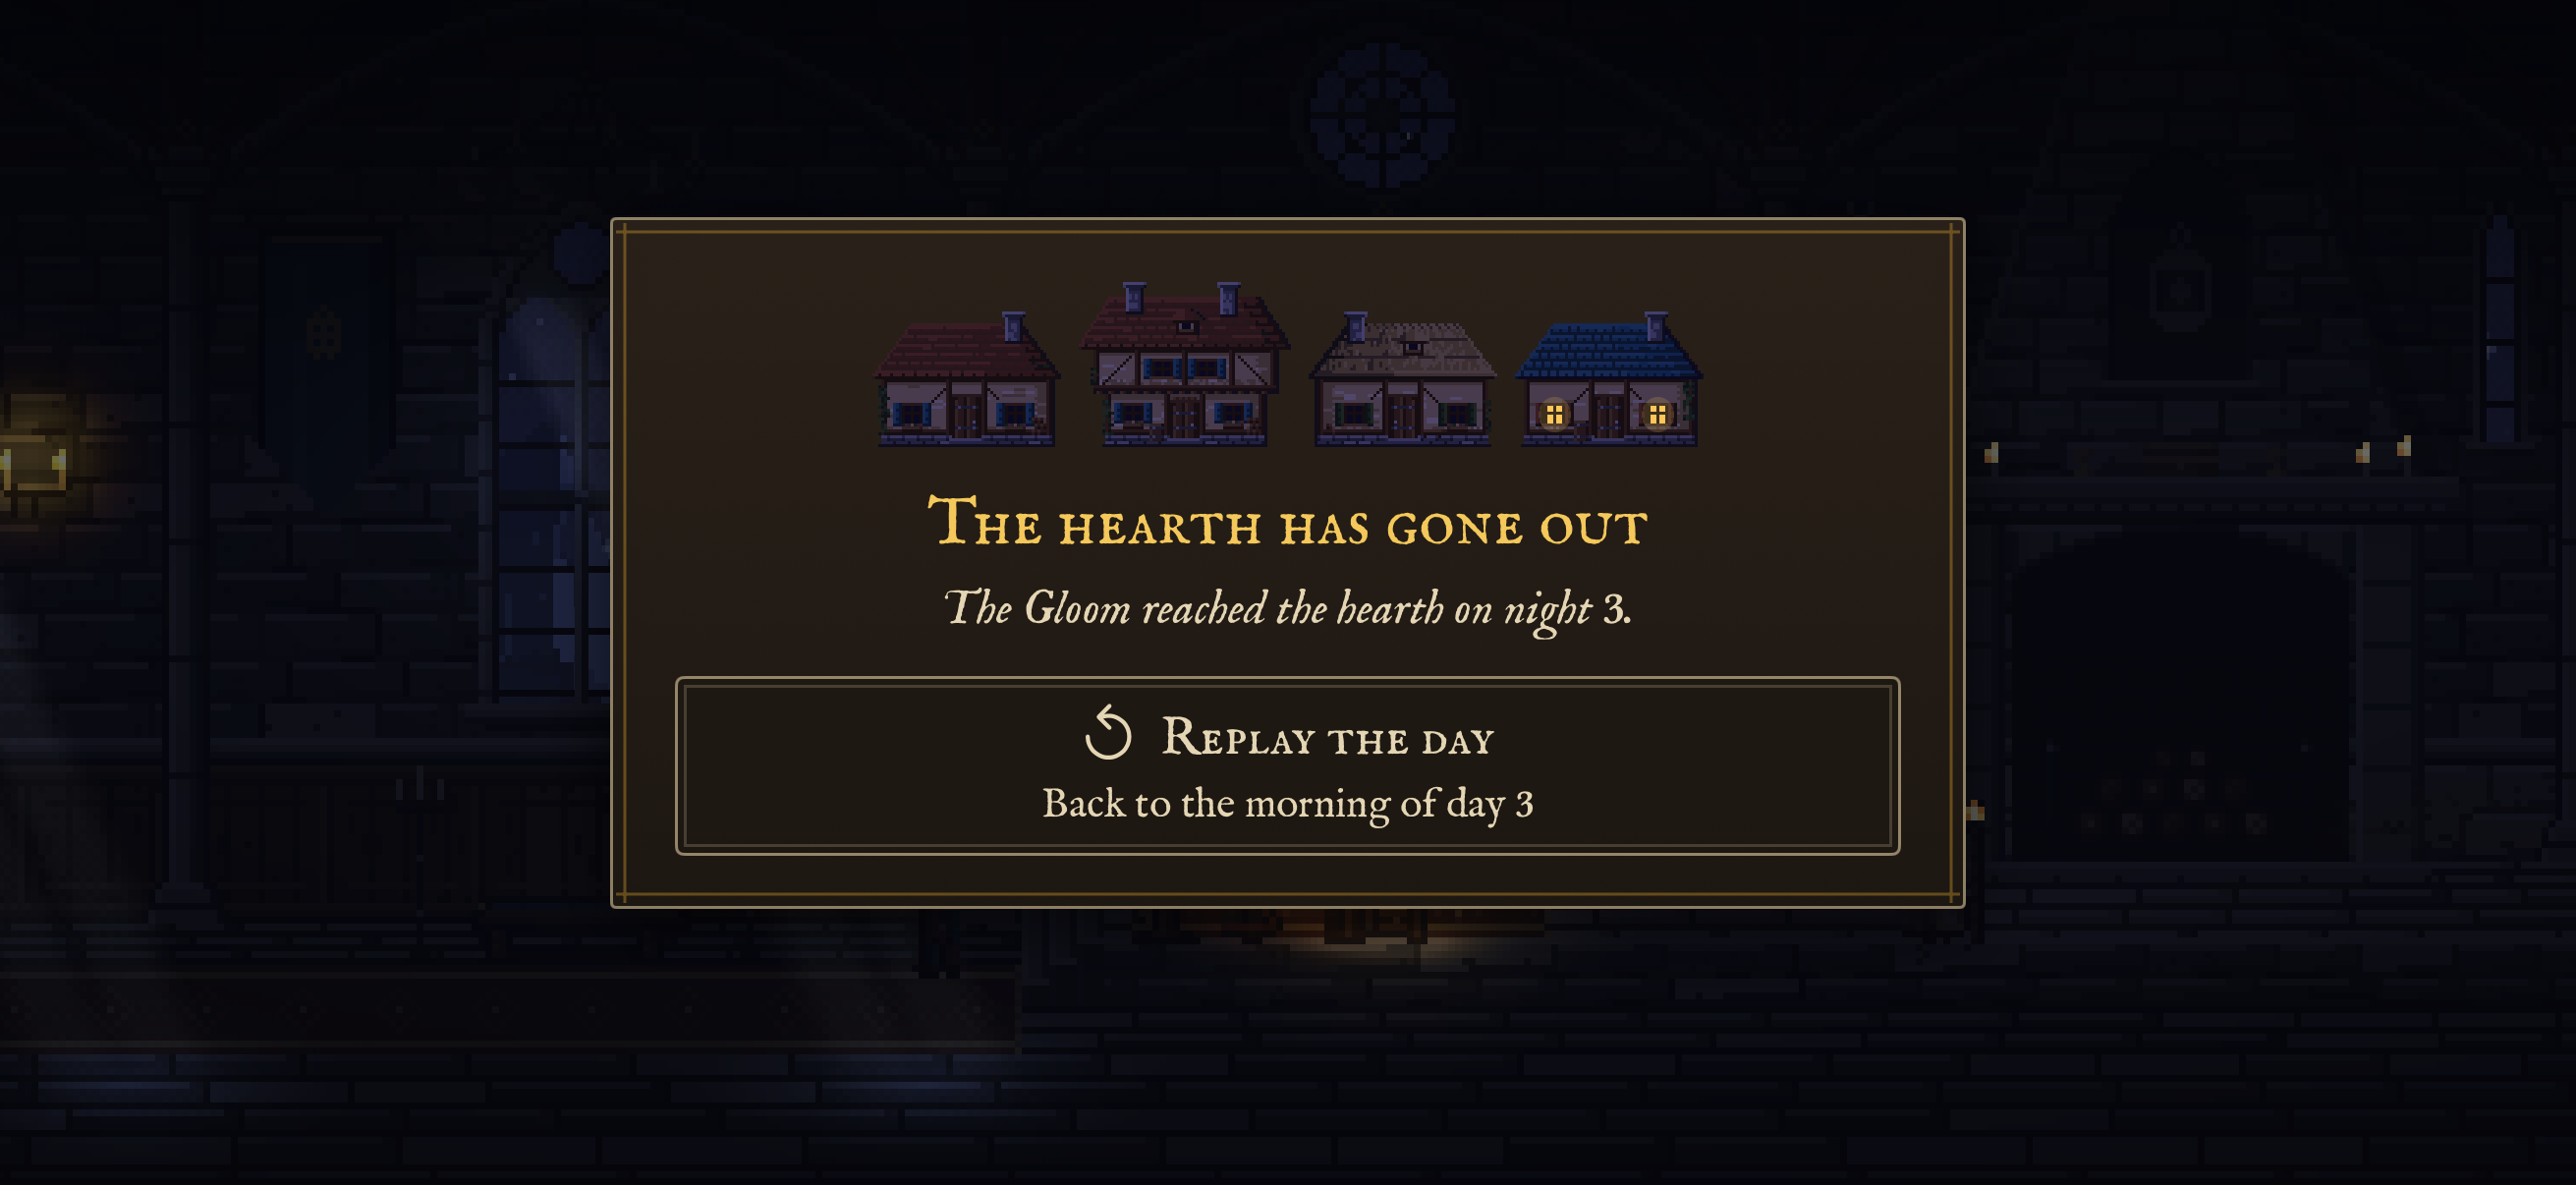 The hearth has gone out
The Gloom reached the hearth on night 3.
Replay the day
Back to the morning of day 3